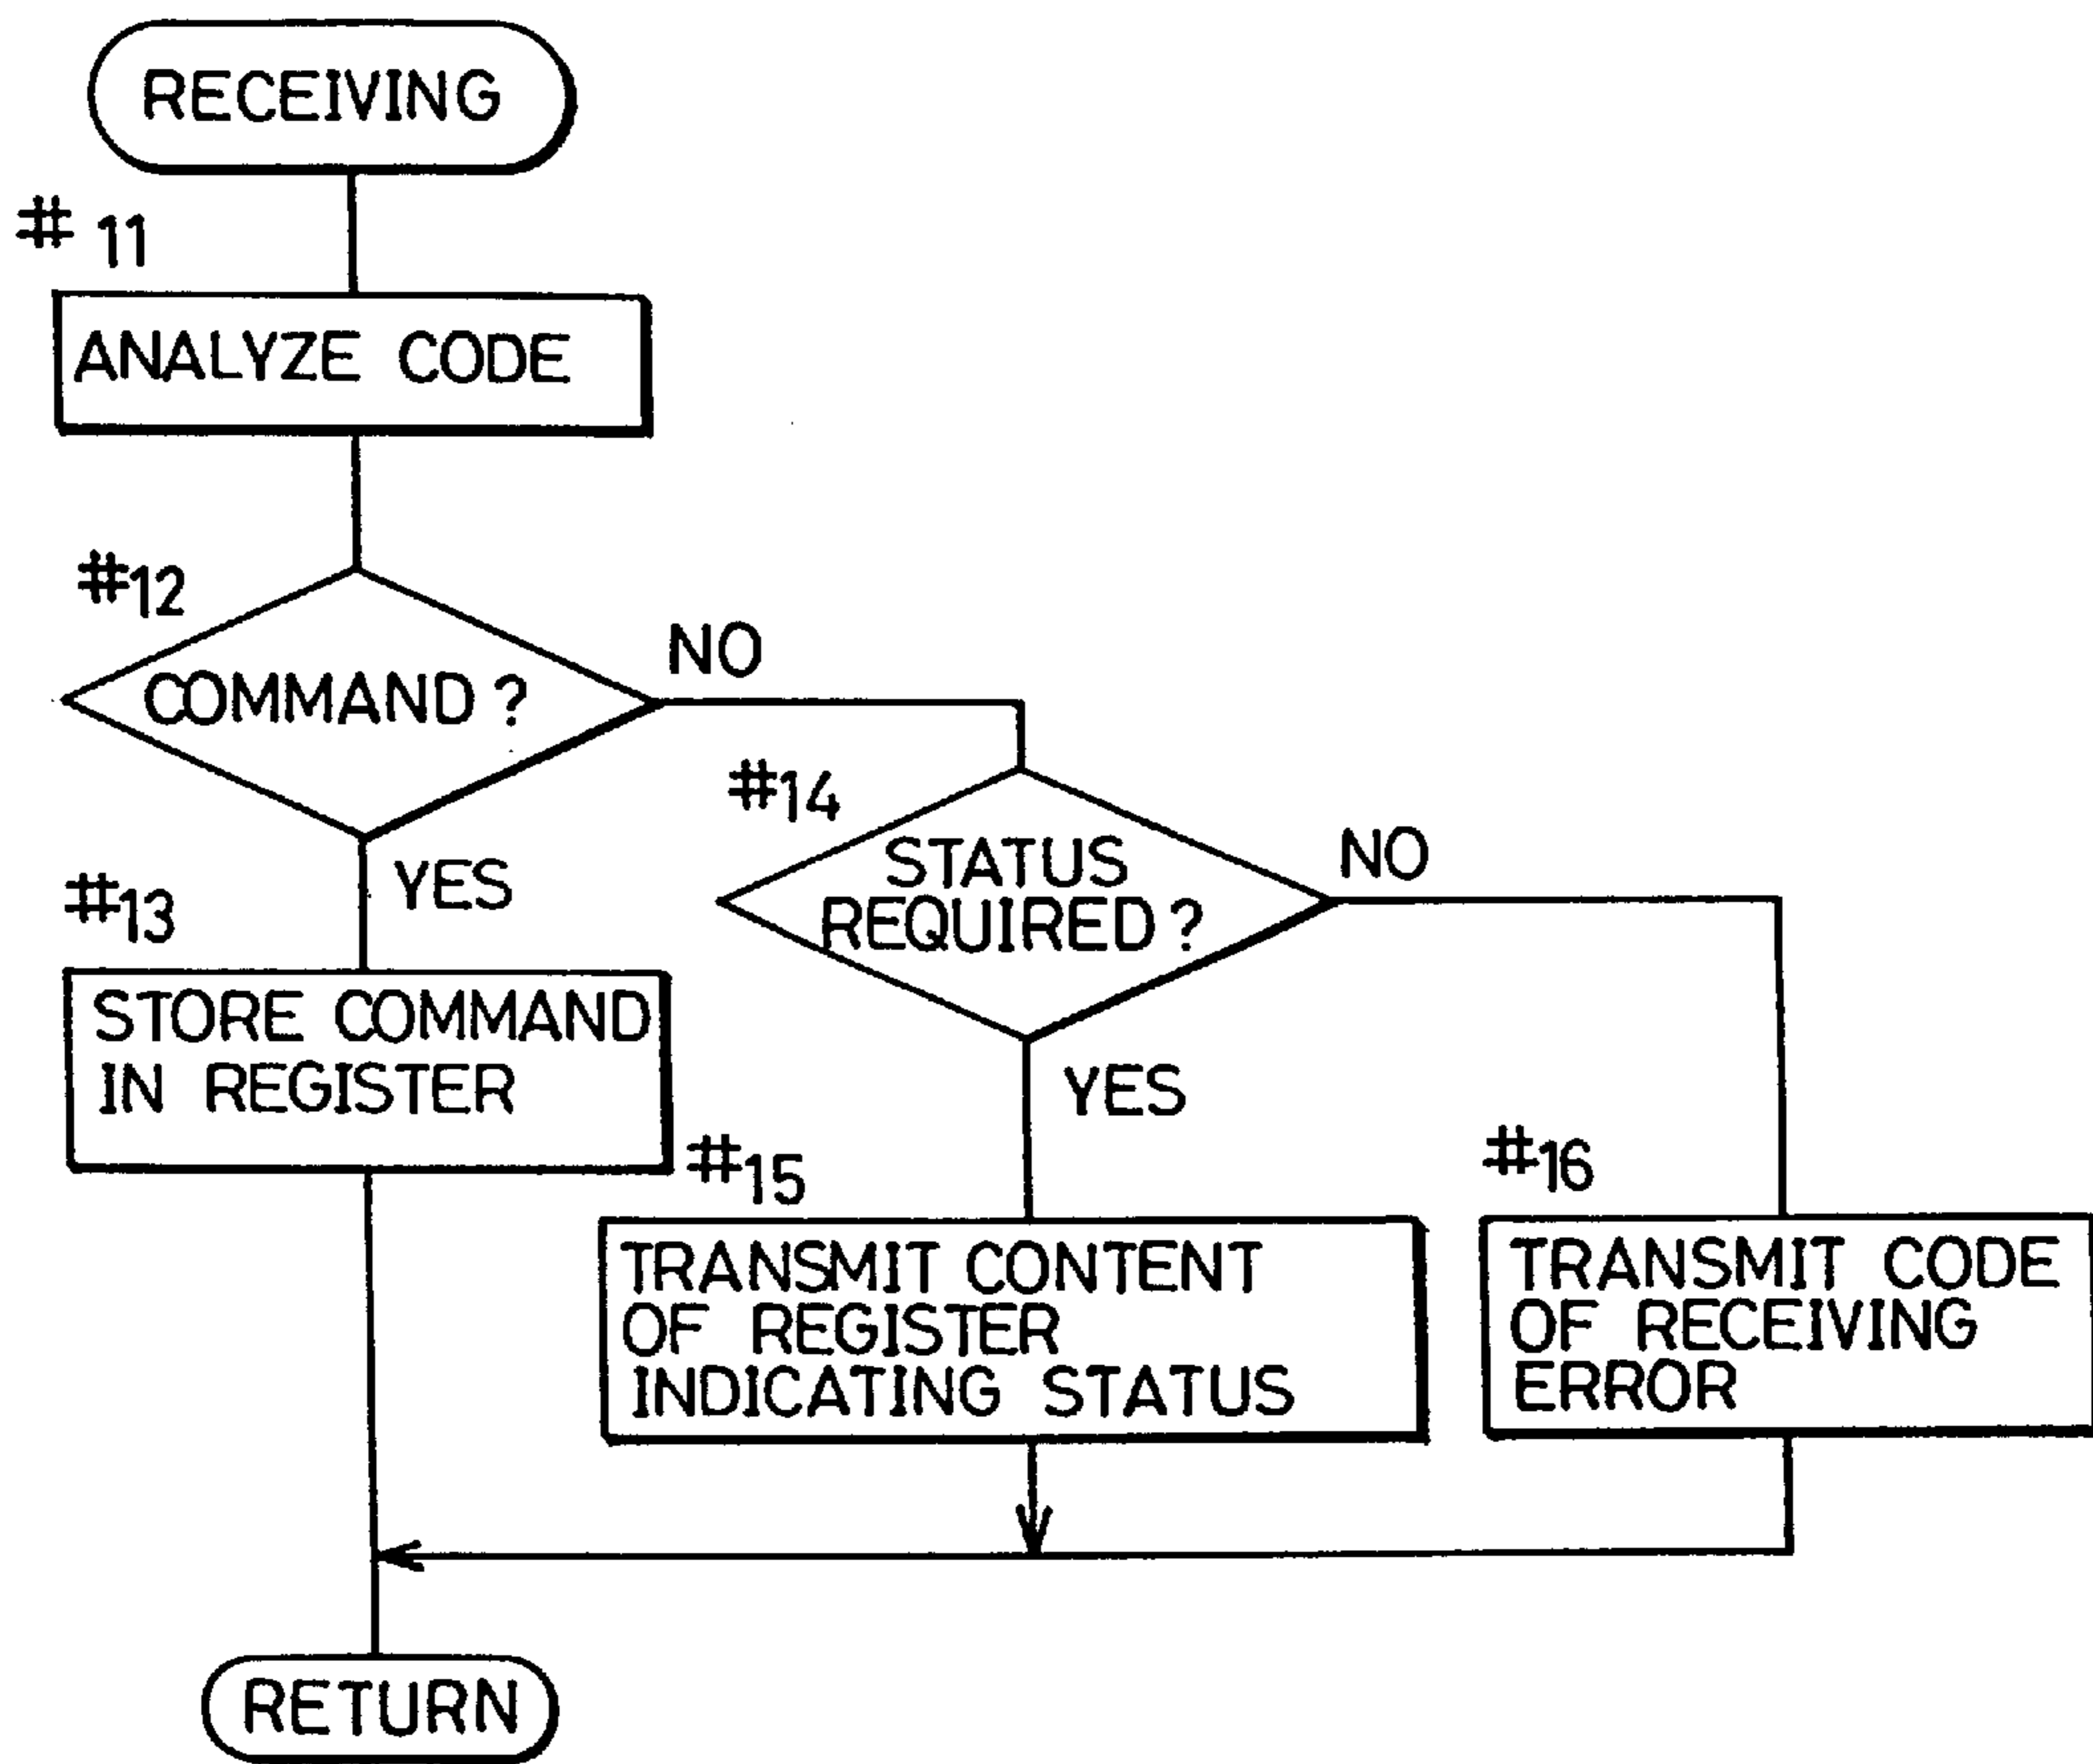 RECEIVING
# 11
ANALYZE CODE
#12
COMMAND ?
NO
YES
#13
STORE COMMAND
IN REGISTER
#14
STATUS
REQUIRED ?
NO
YES
#15
TRANSMIT CONTENT
OF REGISTER
INDICATING STATUS
#16
TRANSMIT CODE
OF RECEIVING
ERROR
RETURN